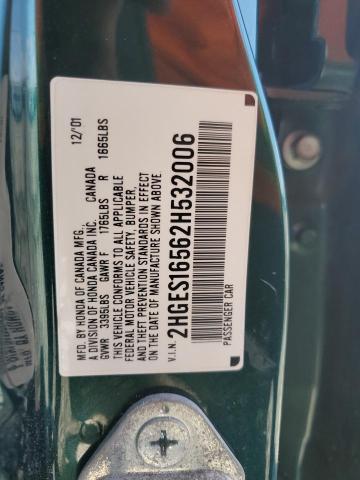 MFD. BY HONDA OF CANADA MFG. 12/01
A DIVISION OF HONDA CANADA INC. CANADA
GVWR 3395LBS GAWR F 1765LBS R 1665LBS
THIS VEHICLE CONFORMS TO ALL APPLICABLE
FEDERAL MOTOR VEHICLE SAFETY, BUMPER,
AND THEFT PREVENTION STANDARDS IN EFFECT
ON THE DATE OF MANUFACTURE SHOWN ABOVE.
V.I.N. 2HGES16562H532006
PASSENGER CAR